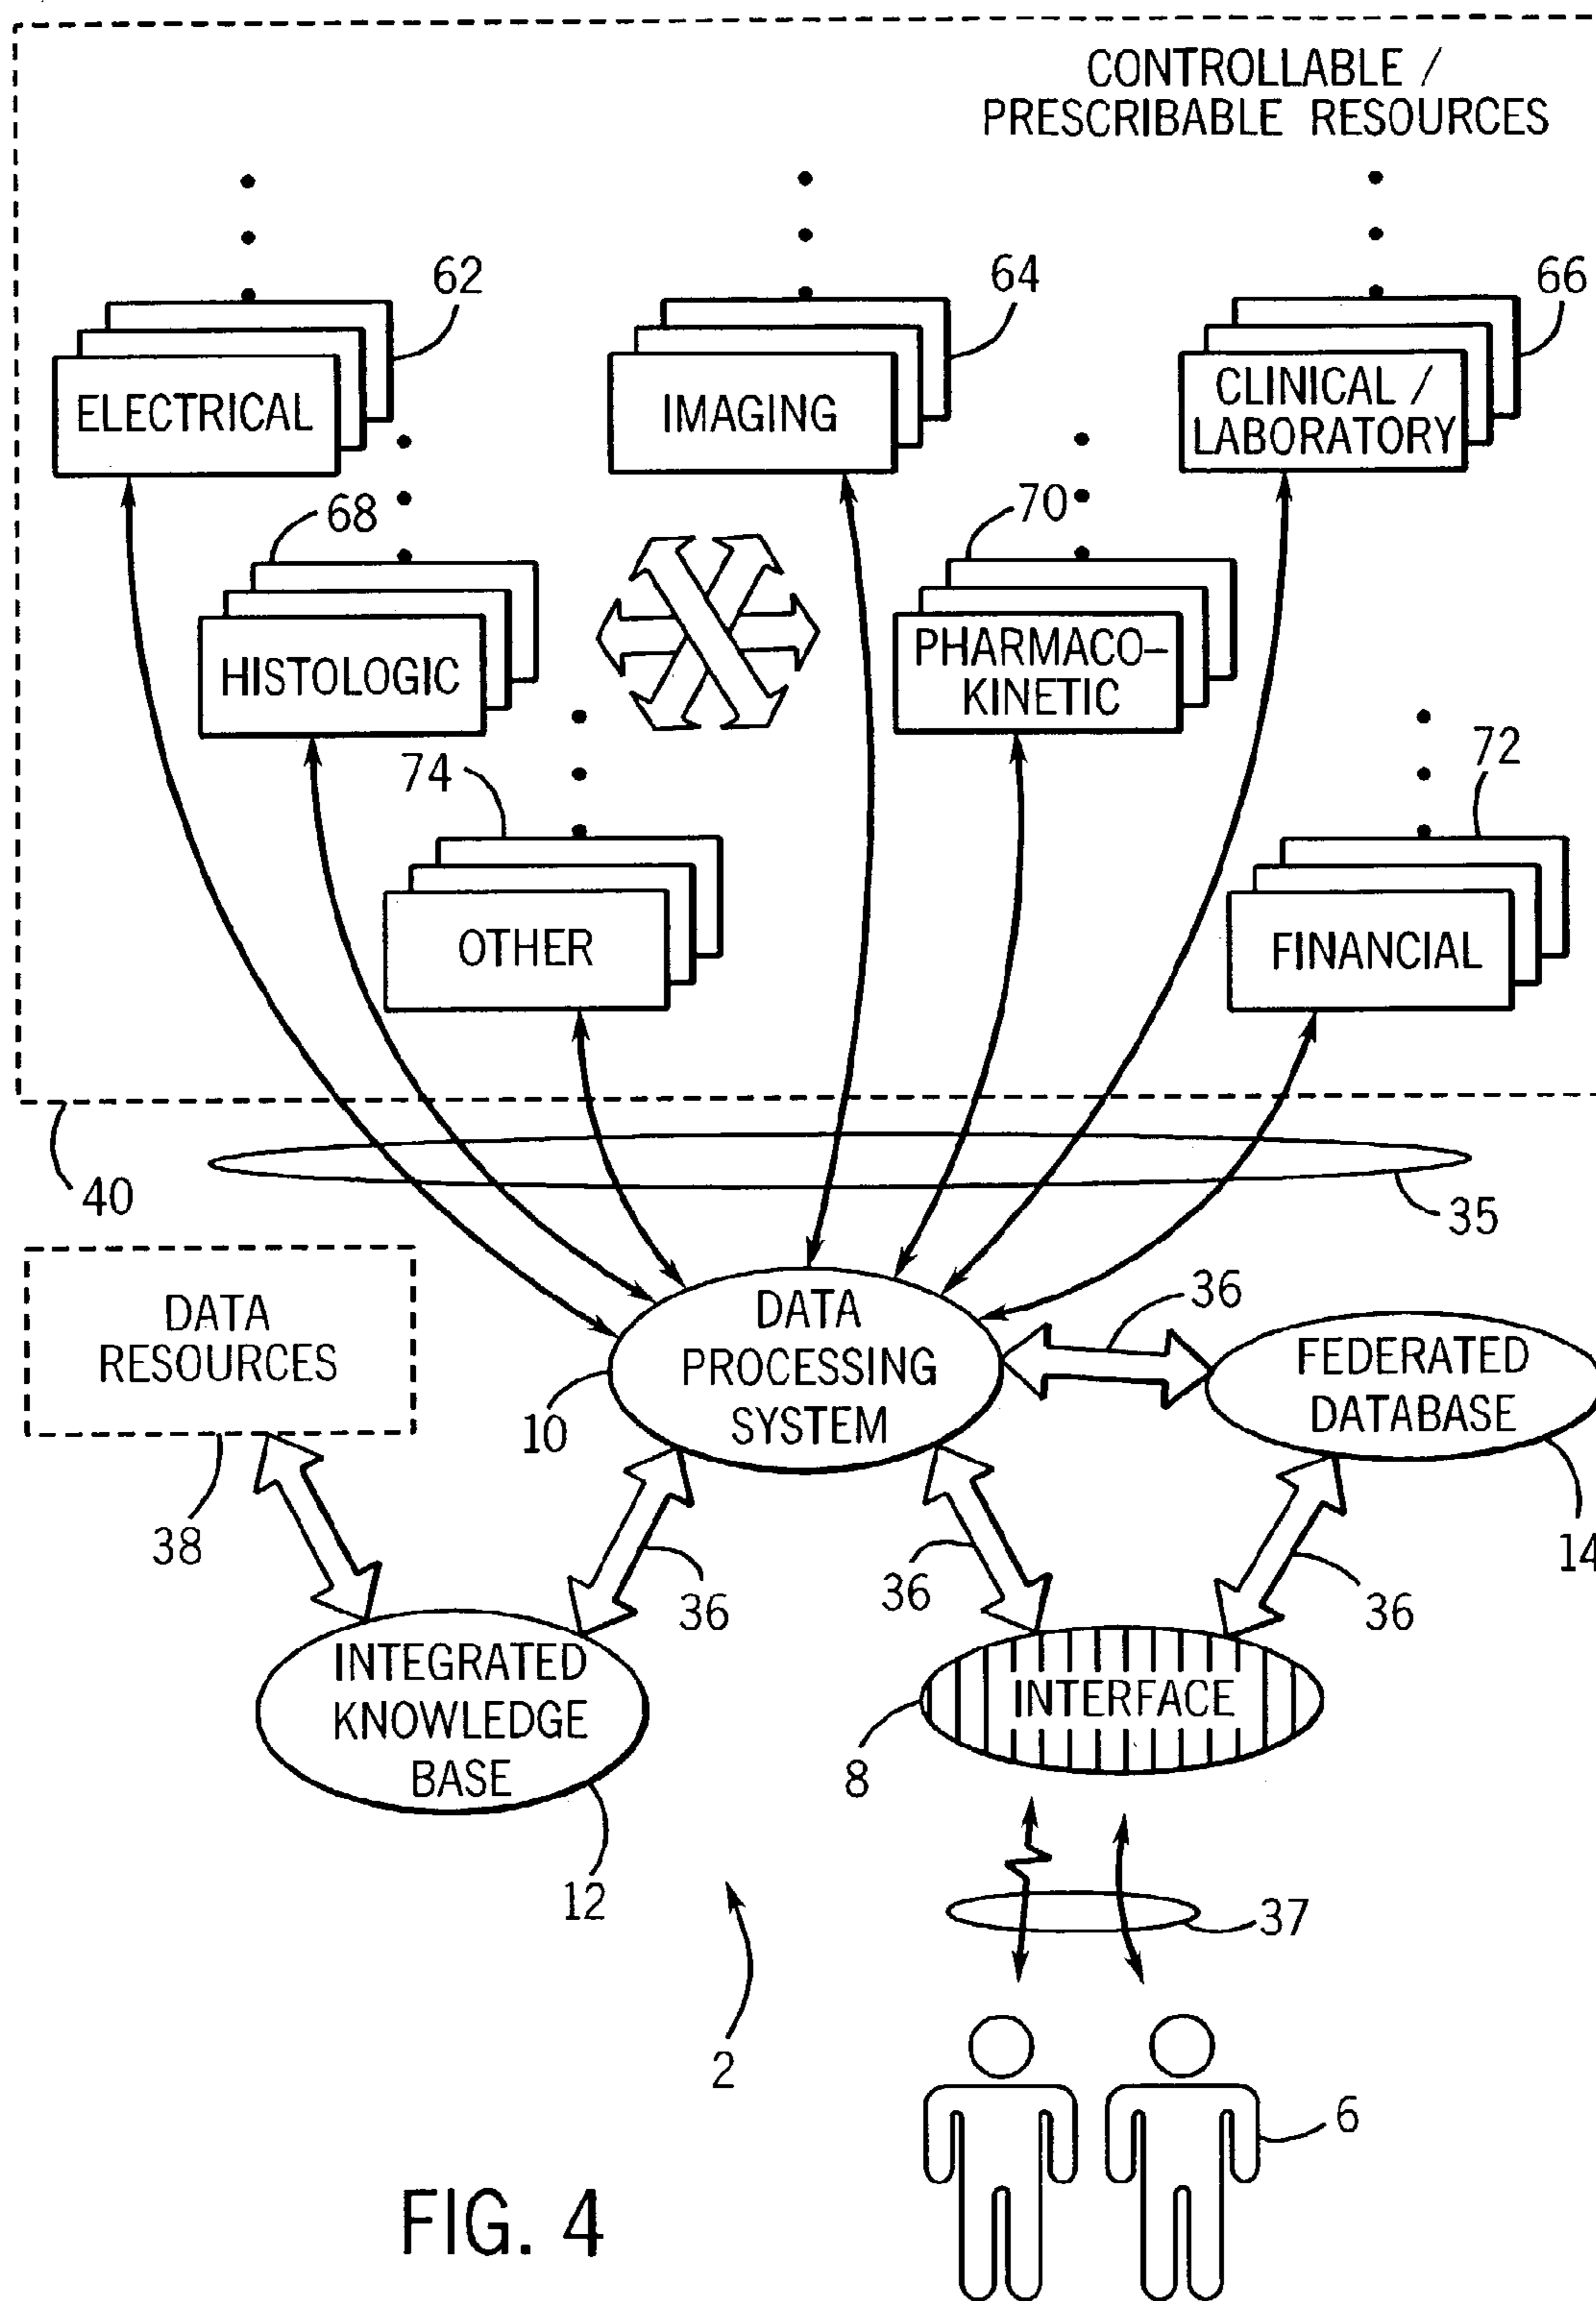 CONTROLLABLE /
PRESCRIBABLE RESOURCES
62
64
66
ELECTRICAL
IMAGING
CLINICAL /
LABORATORY
68
70
HISTOLOGIC
PHARMACO-
KINETIC
74
72
OTHER
FINANCIAL
40
35
DATA
RESOURCES
DATA
PROCESSING
SYSTEM
36
FEDERATED
DATABASE
10
38
36
36
36
14
INTEGRATED
KNOWLEDGE
BASE
INTERFACE
8
12
37
2
6
FIG. 4